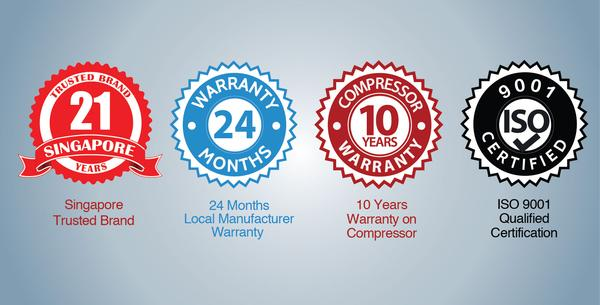 TRUSTED BRAND
21
SINGAPORE
YEARS
Singapore
Trusted Brand
WARRANTY
24
MONTHS
24 Months
Local Manufacturer
Warranty
COMPRESSOR
10
YEARS
WARRANTY
10 Years
Warranty on
Compressor
9001
ISO
CERTIFIED
ISO 9001
Qualified
Certification